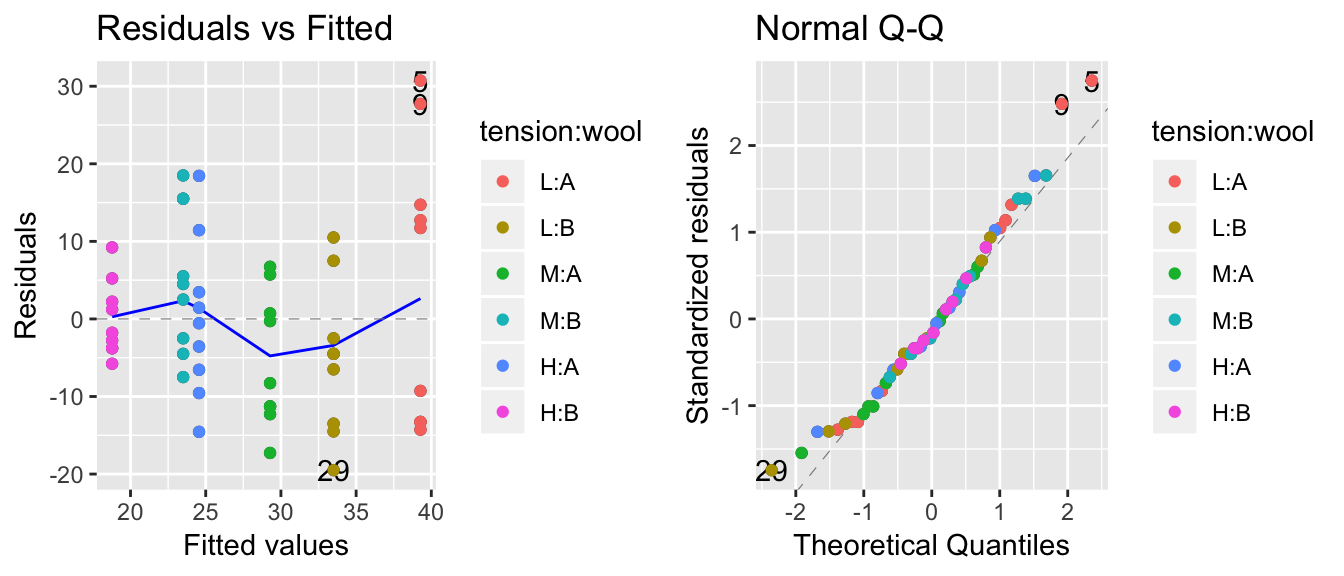 Residuals vs Fitted
Residuals
30
20
10
0
-10
-20
5
9
29
20
25
30
35
40
Fitted values
tension:wool
L:A
L:B
M:A
M:B
H:A
H:B
Normal Q-Q
Standardized residuals
2
1
0
-1
5
9
29
-2
-1
0
1
2
Theoretical Quantiles
tension:wool
L:A
L:B
M:A
M:B
H:A
H:B